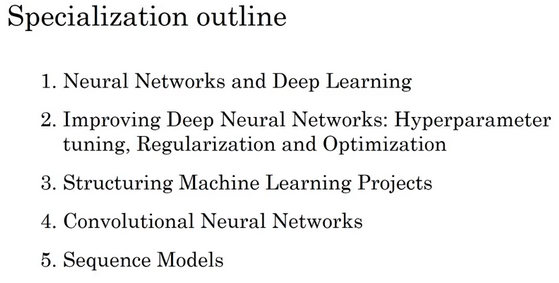 Specialization outline
1. Neural Networks and Deep Learning
2. Improving Deep Neural Networks: Hyperparameter
tuning, Regularization and Optimization
3. Structuring Machine Learning Projects
4. Convolutional Neural Networks
5. Sequence Models